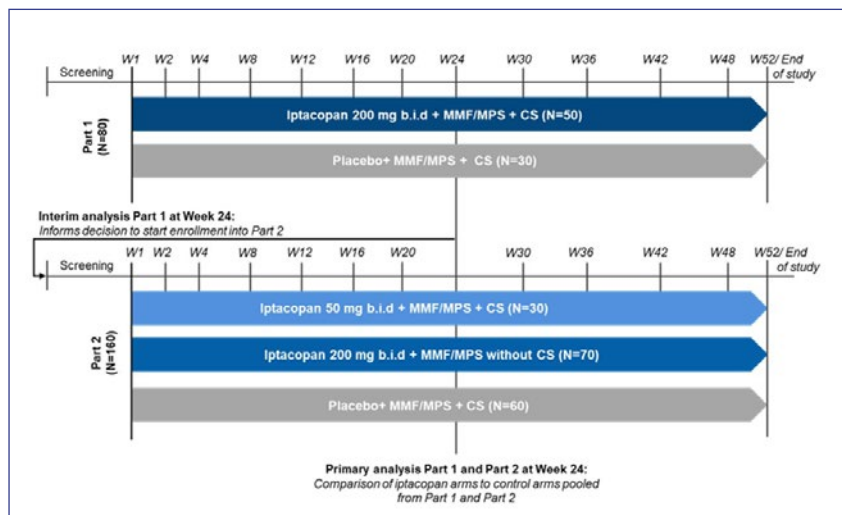 W1 W2 W4 W8 W12 W16 W20 W24 W30 W36 W42 W48 W52/ End
of study
Screening
Part 1
(N=80)
Iptacopan 200 mg b.i.d + MMF/MPS + CS (N=50)
Placebo+ MMF/MPS + CS (N=30)
Interim analysis Part 1 at Week 24:
Informs decision to start enrollment into Part 2
W1 W2 W4 W8 W12 W16 W20 W30 W36 W42 W48 W52/ End
of study
Screening
Part 2
(N=160)
Iptacopan 50 mg b.i.d + MMF/MPS + CS (N=30)
Iptacopan 200 mg b.i.d + MMF/MPS without CS (N=70)
Placebo+ MMF/MPS + CS (N=60)
Primary analysis Part 1 and Part 2 at Week 24:
Comparison of iptacopan arms to control arms pooled
from Part 1 and Part 2